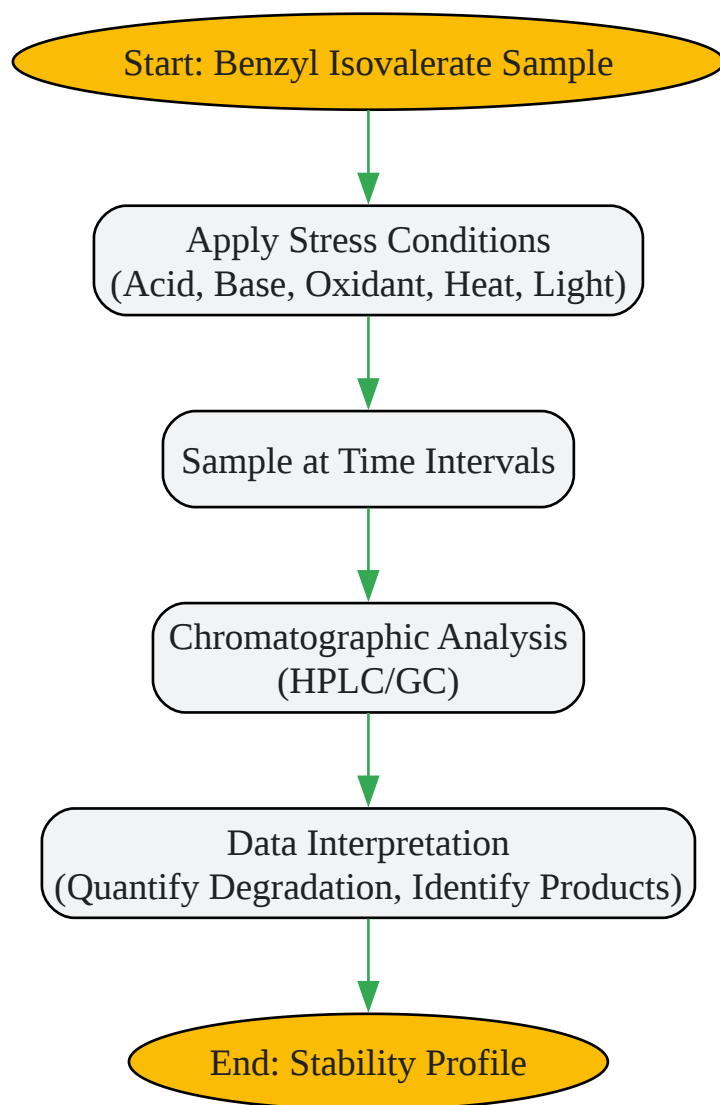 Start: Benzyl Isovalerate Sample
Apply Stress Conditions
(Acid, Base, Oxidant, Heat, Light)
Sample at Time Intervals
Chromatographic Analysis
(HPLC/GC)
Data Interpretation
(Quantify Degradation, Identify Products)
End: Stability Profile